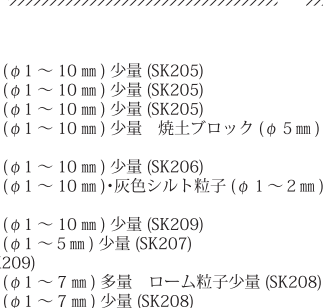 (φ1～10㎜) 少量 (SK205)
(φ1～10㎜) 少量 (SK205)
(φ1～10㎜) 少量 (SK205)
(φ1～10㎜) 少量　焼土ブロック (φ5㎜)
(φ1～10㎜) 少量 (SK206)
(φ1～10㎜)・灰色シルト粒子 (φ1～2㎜)
(φ1～10㎜) 少量 (SK209)
(φ1～5㎜) 少量 (SK207)
209)
(φ1～7㎜) 多量　ローム粒子少量 (SK208)
(φ1～7㎜) 少量 (SK208)